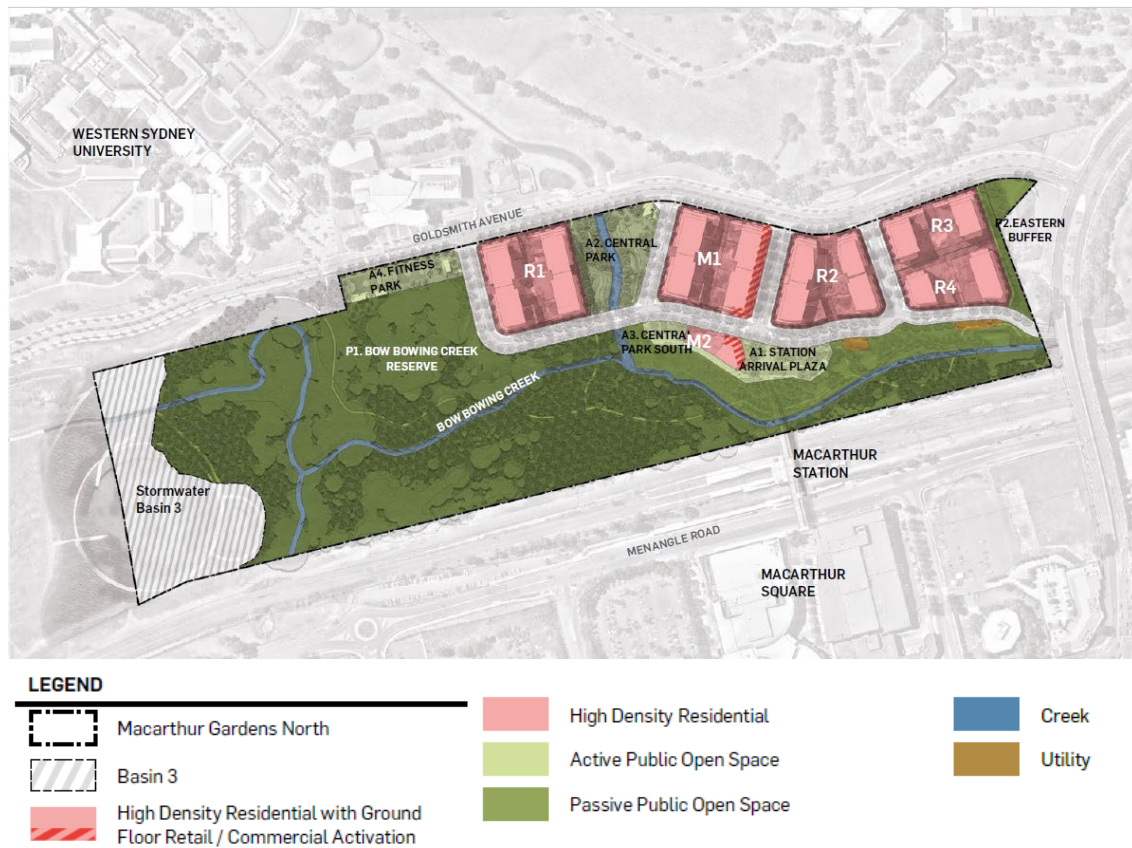 WESTERN SYDNEY
UNIVERSITY
GOLDSMITH AVENUE
A4. FITNESS
PARK
R1
A2. CENTRAL
PARK
M1
R2
R3
R4
P2.EASTERN
BUFFER
P1. BOW BOWING CREEK
RESERVE
A3. CENTRAL
PARK SOUTH
M2
A1. STATION
ARRIVAL PLAZA
BOW BOWING CREEK
Stormwater
Basin 3
MACARTHUR
STATION
MENANGLE ROAD
MACARTHUR
SQUARE
LEGEND
Macarthur Gardens North
Basin 3
High Density Residential with Ground
Floor Retail / Commercial Activation
High Density Residential
Active Public Open Space
Passive Public Open Space
Creek
Utility